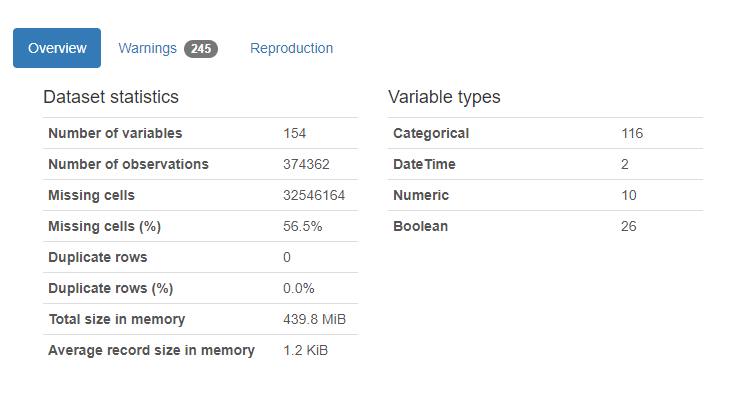 Overview Warnings 245 Reproduction
Dataset statistics
Number of variables 154
Number of observations 374362
Missing cells 32546164
Missing cells (%) 56.5%
Duplicate rows 0
Duplicate rows (%) 0.0%
Total size in memory 439.8 MiB
Average record size in memory 1.2 KiB
Variable types
Categorical 116
DateTime 2
Numeric 10
Boolean 26